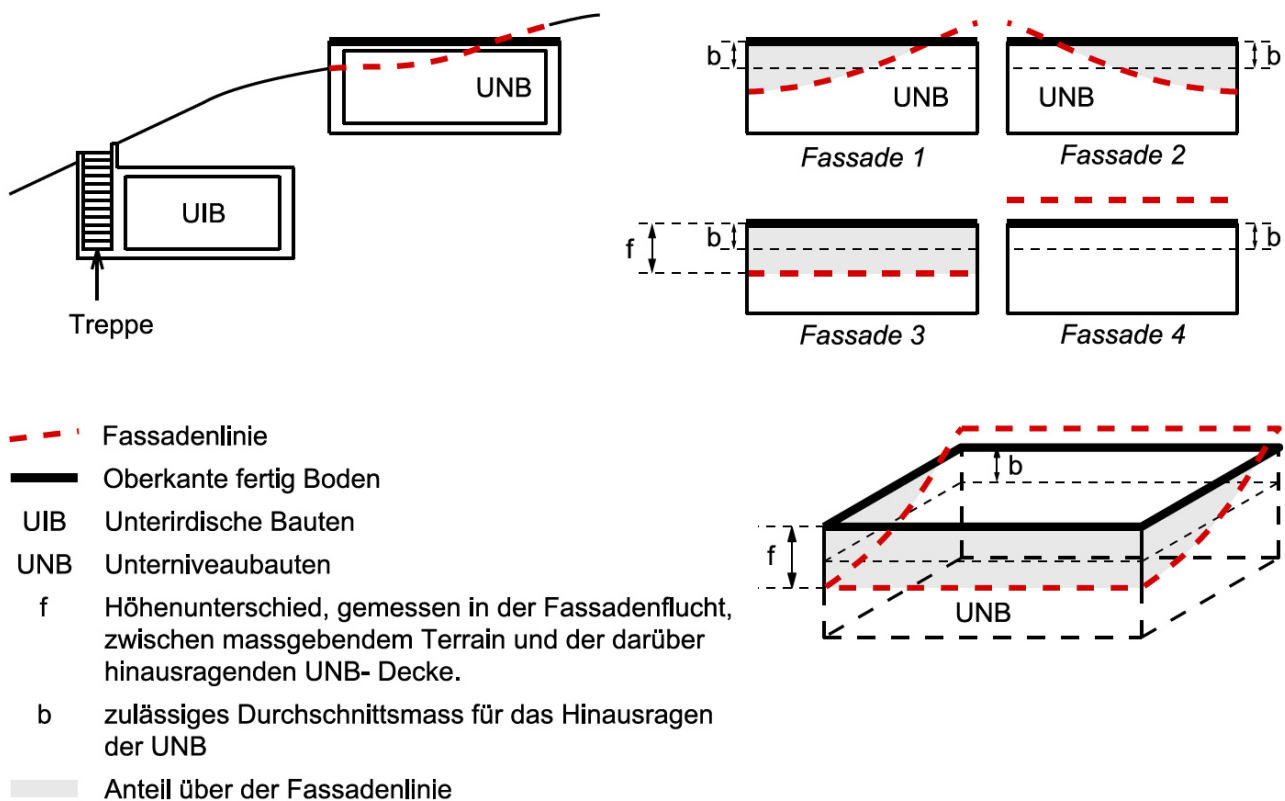 UNB
UIB
Treppe
b
UNB
Fassade 1
UNB
b
Fassade 2
f
b
Fassade 3
b
Fassade 4
Fassadenlinie
Oberkante fertig Boden
UIB Unterirdische Bauten
UNB Unterniveaubauten
f Höhenunterschied, gemessen in der Fassadenflucht,
zwischen massgebendem Terrain und der darüber
hinausragenden UNB- Decke.
b zulässiges Durchschnittsmass für das Hinausragen
der UNB
Anteil über der Fassadenlinie
b
f
UNB